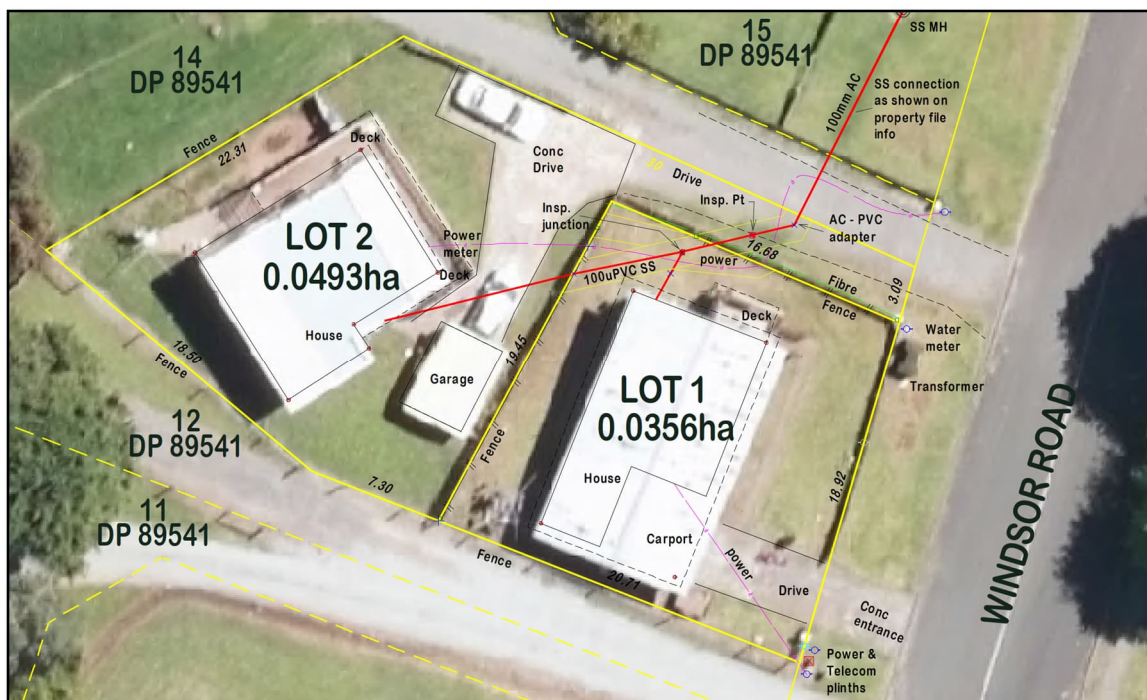 14
DP 89541
15
DP 89541
SS MH
100mm AC
SS connection
as shown on
property file
info
Fence
22.31
Deck
Conc
Drive
Drive
Insp. Pt
Insp.
junction
AC - PVC
adapter
LOT 2
0.0493ha
Power
meter
Deck
100uPVC SS
power
16.68
Fibre
Fence
3.09
House
Deck
Water
meter
18.50
Fence
19.45
Garage
Transformer
LOT 1
0.0356ha
12
DP 89541
Fence
7.30
House
18.92
WINDSOR ROAD
11
DP 89541
Carport
power
Fence
20.71
Drive
Conc
entrance
Power &
Telecom
plinths